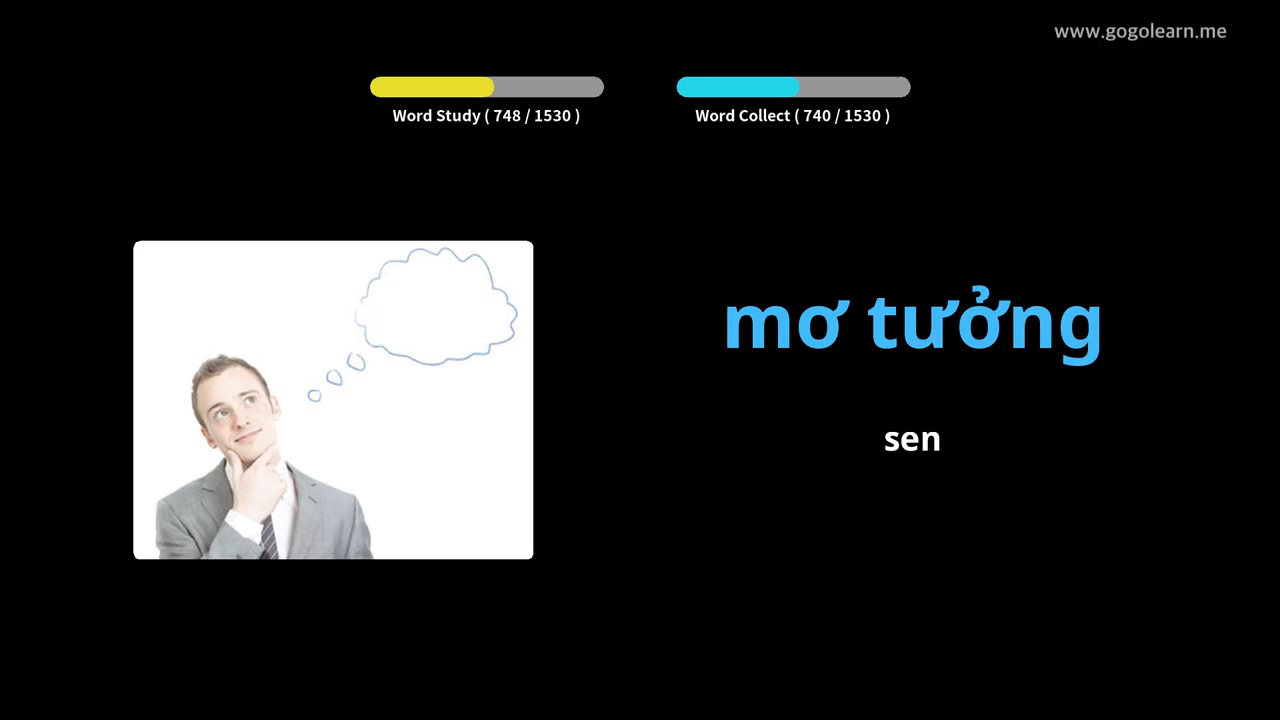 www.gogolearn.me
Word Study ( 748 / 1530 )
Word Collect ( 740 / 1530 )
mơ tưởng
sen